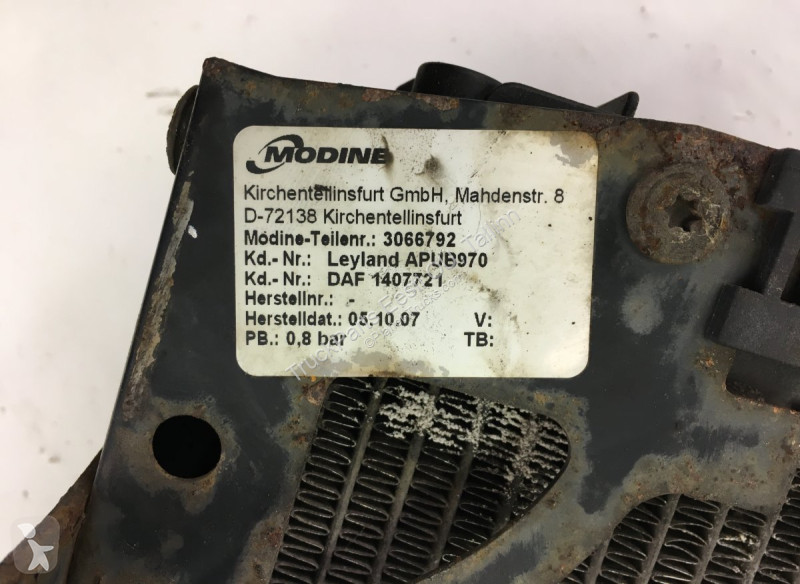 MODINE
Kirchentellinsfurt GmbH, Mahdenstr. 8
D-72138 Kirchentellinsfurt
Modine-Teilenr.: 3066792
Kd.- Nr.: Leyland APUB970
Kd.- Nr.: DAF 1407721
Herstellnr.: -
Herstelldat.: 05.10.07 V:
PB.: 0,8 bar TB: